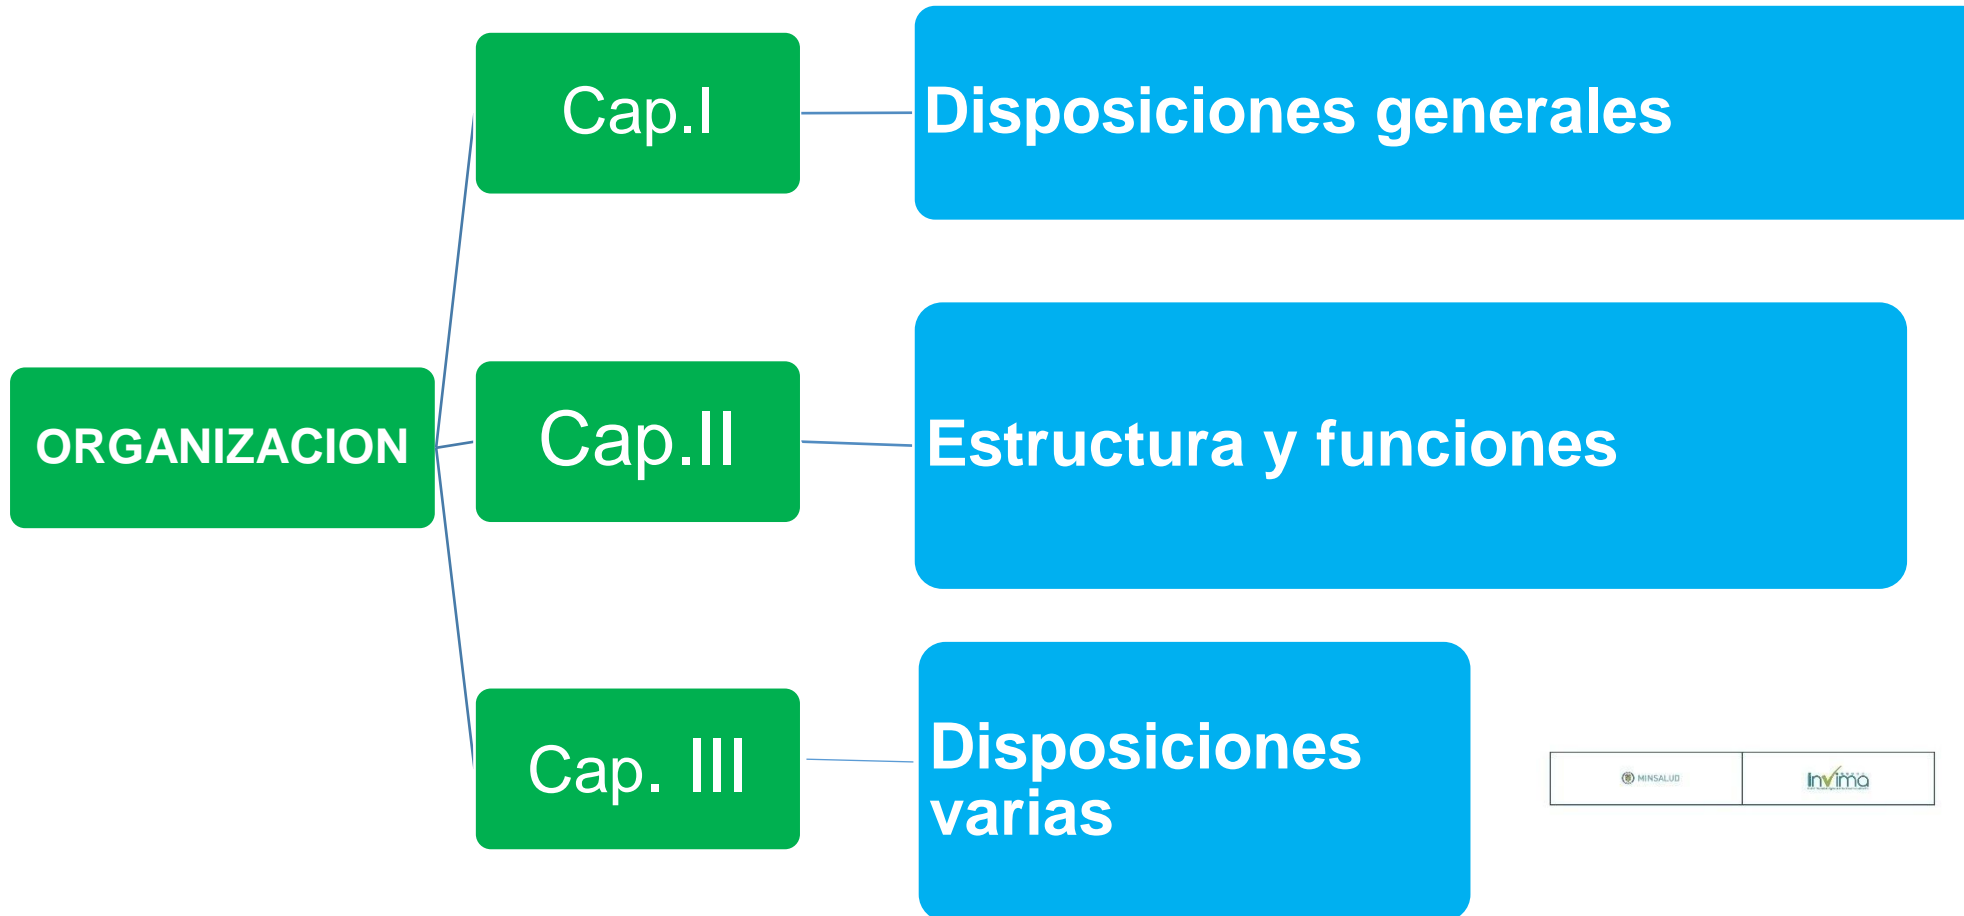 ORGANIZACION
Cap.I
Disposiciones generales
Cap.II
Estructura y funciones
Cap. III
Disposiciones
varias
MINSALUD
Invima